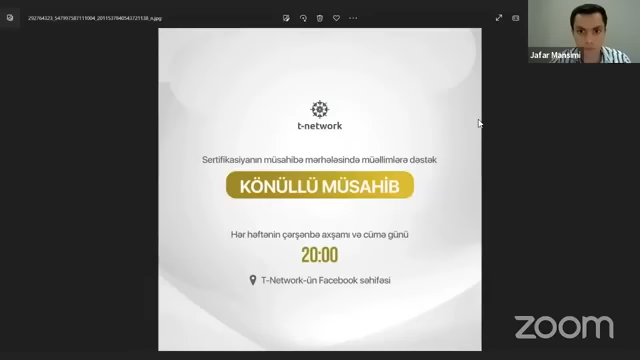 Jafar Mansimi
t-network
Sertifikasiyanın müsahibə mərhələsində müəllimlərə dəstək
KÖNÜLLÜ MÜSAHİB
Hər həftənin çərşənbə axşamı və cümə günü
20:00
T-Network-ün Facebook səhifəsi
zoom